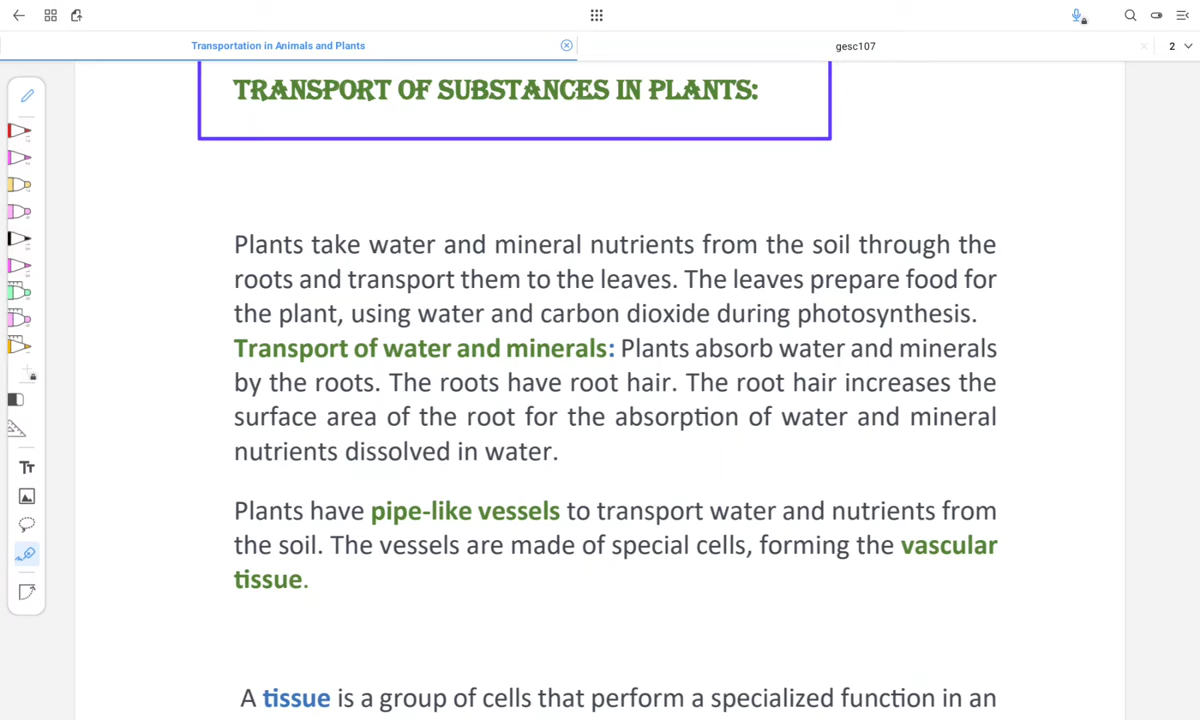 Transportation in Animals and Plants
gesc107
2
TRANSPORT OF SUBSTANCES IN PLANTS:
Plants take water and mineral nutrients from the soil through the
roots and transport them to the leaves. The leaves prepare food for
the plant, using water and carbon dioxide during photosynthesis.
Transport of water and minerals: Plants absorb water and minerals
by the roots. The roots have root hair. The root hair increases the
surface area of the root for the absorption of water and mineral
nutrients dissolved in water.
Plants have pipe-like vessels to transport water and nutrients from
the soil. The vessels are made of special cells, forming the vascular
tissue.
A tissue is a group of cells that perform a specialized function in an
TT